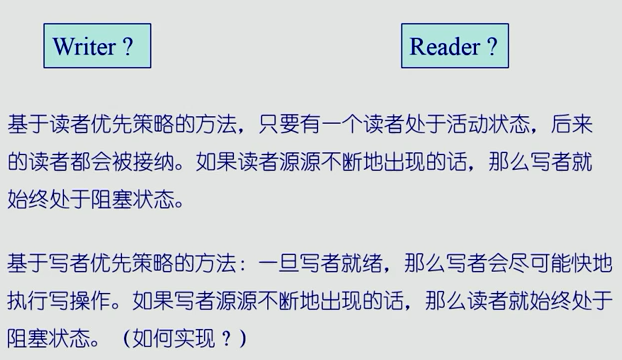 Writer ?
Reader ?
基于读者优先策略的方法，只要有一个读者处于活动状态，后来
的读者都会被接纳。如果读者源源不断地出现的话，那么写者就
始终处于阻塞状态。
基于写者优先策略的方法：一旦写者就绪，那么写者会尽可能快地
执行写操作。如果写者源源不断地出现的话，那么读者就始终处于
阻塞状态。（如何实现 ? ）